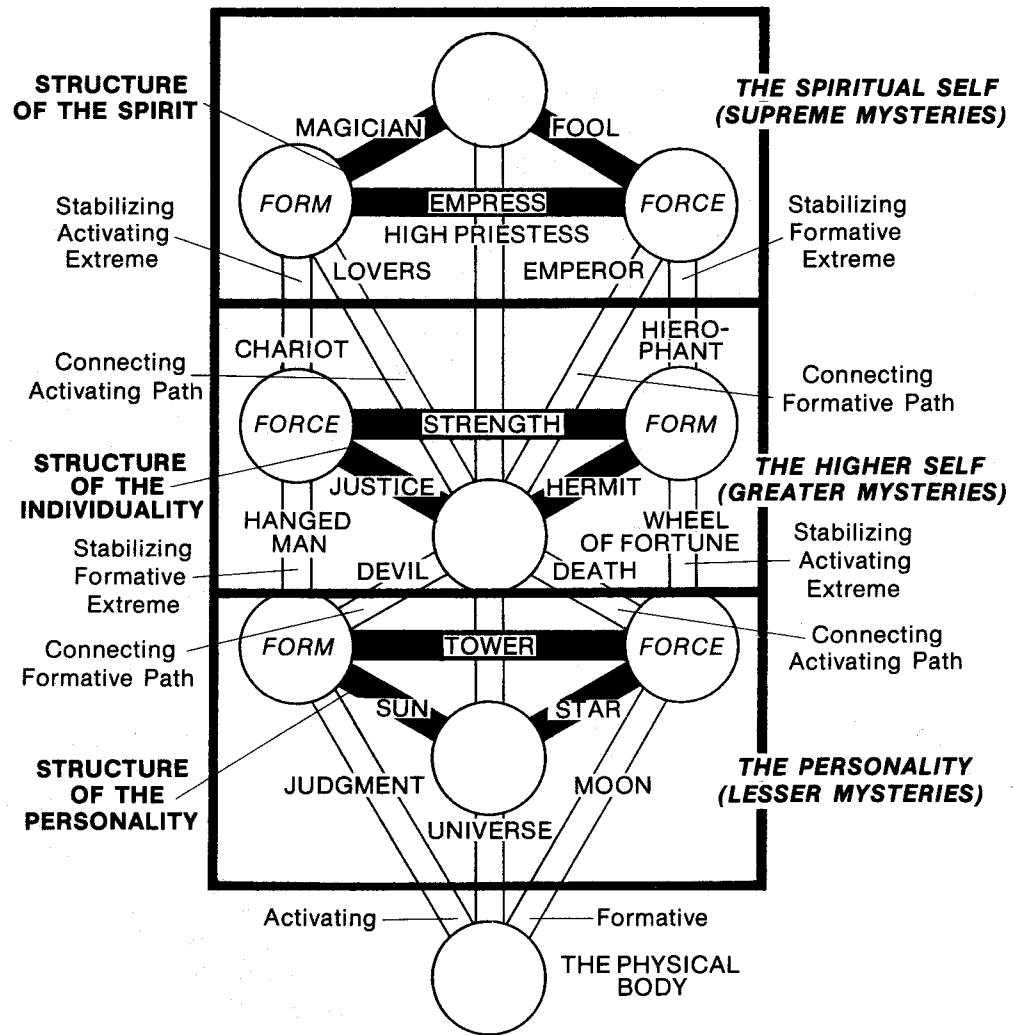 STRUCTURE
OF THE SPIRIT
THE SPIRITUAL SELF
(SUPREME MYSTERIES)
MAGICIAN
FOOL
FORM
EMPRESS
FORCE
HIGH PRIESTESS
Stabilizing
Activating
Extreme
Stabilizing
Formative
Extreme
LOVERS
EMPEROR
CHARIOT
HIERO-
PHANT
Connecting
Activating Path
Connecting
Formative Path
FORCE
STRENGTH
FORM
STRUCTURE
OF THE
INDIVIDUALITY
THE HIGHER SELF
(GREATER MYSTERIES)
JUSTICE
HERMIT
HANGED
MAN
WHEEL
OF FORTUNE
Stabilizing
Formative
Extreme
Stabilizing
Activating
Extreme
DEVIL
DEATH
Connecting
Formative Path
Connecting
Activating Path
FORM
TOWER
FORCE
SUN
STAR
STRUCTURE
OF THE
PERSONALITY
THE PERSONALITY
(LESSER MYSTERIES)
JUDGMENT
MOON
UNIVERSE
Activating
Formative
THE PHYSICAL
BODY